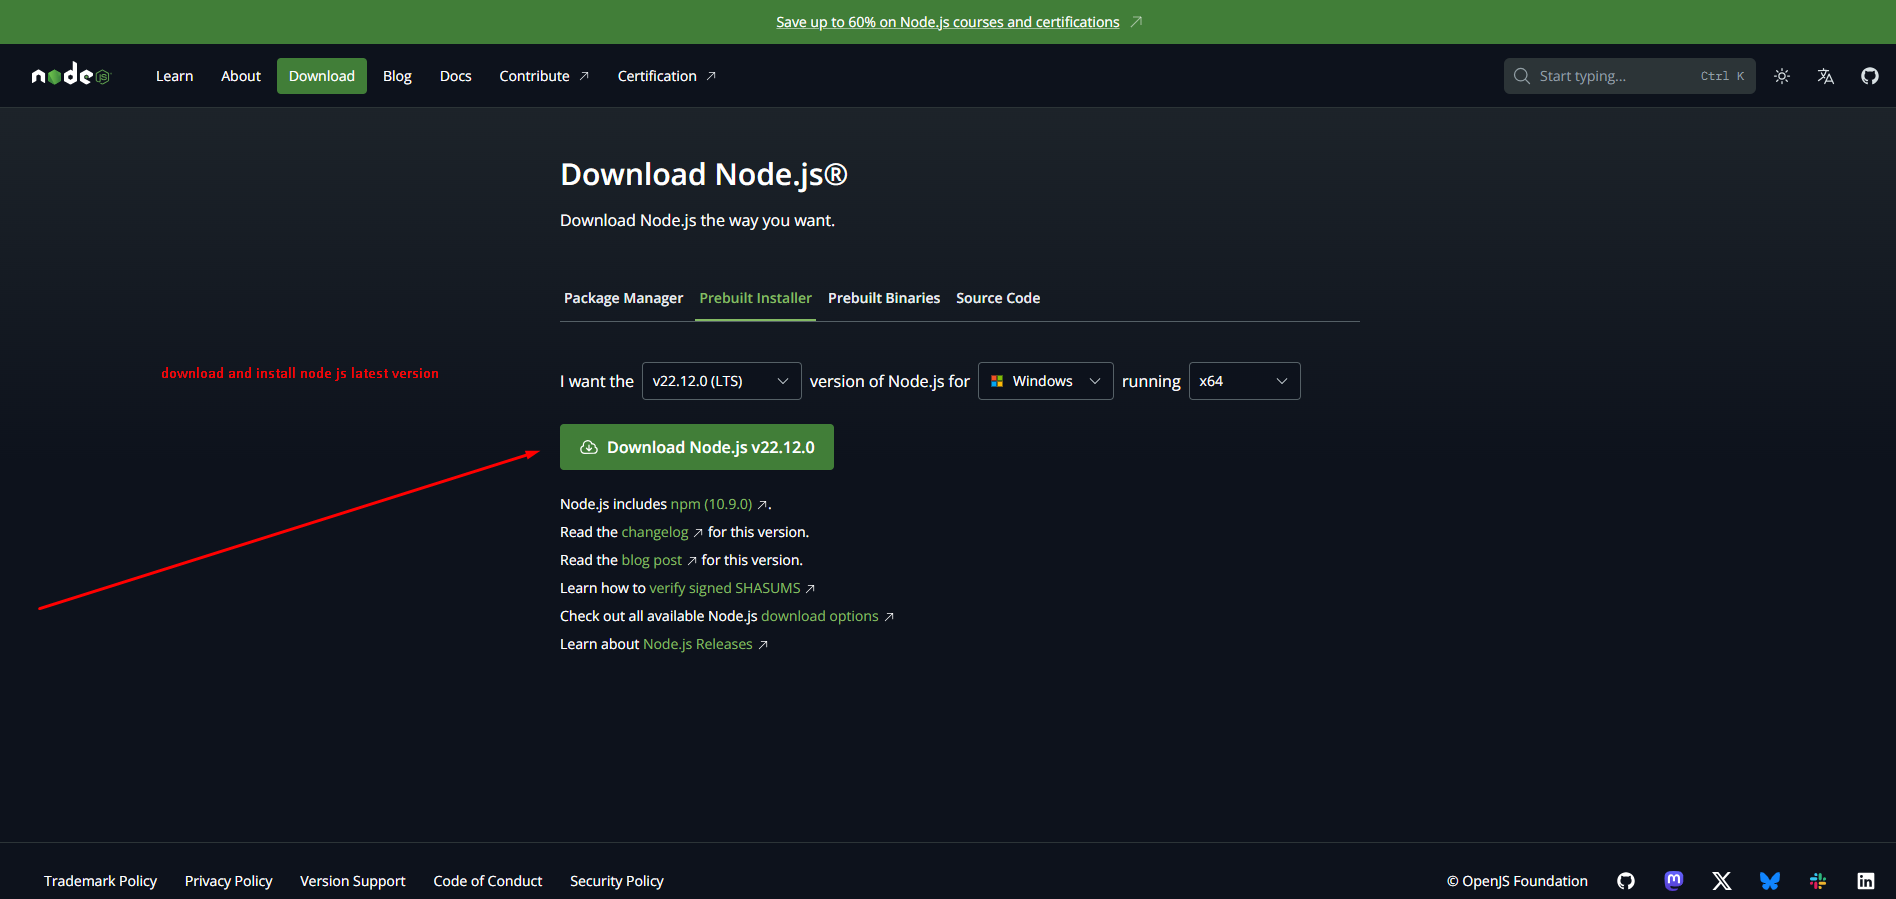 Save up to 60% on Node.js courses and certifications
node JS Learn About Download Blog Docs Contribute Certification Start typing... Ctrl K
Download Node.js®
Download Node.js the way you want.
Package Manager Prebuilt Installer Prebuilt Binaries Source Code
download and install node js latest version
I want the v22.12.0 (LTS) version of Node.js for Windows running x64
Download Node.js v22.12.0
Node.js includes npm (10.9.0) .
Read the changelog for this version.
Read the blog post for this version.
Learn how to verify signed SHASUMS
Check out all available Node.js download options
Learn about Node.js Releases
Trademark Policy Privacy Policy Version Support Code of Conduct Security Policy © OpenJS Foundation